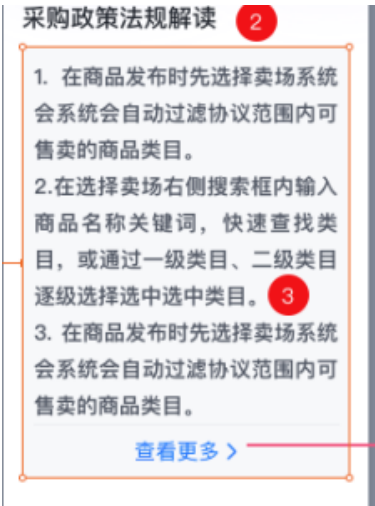 采购政策法规解读 2
1. 在商品发布时先选择卖场系统
会系统会自动过滤协议范围内可
售卖的商品类目。
2.在选择卖场右侧搜索框内输入
商品名称关键词，快速查找类
目，或通过一级类目、二级类目
逐级选择选中选中类目。 3
3. 在商品发布时先选择卖场系统
会系统会自动过滤协议范围内可
售卖的商品类目。
查看更多 >